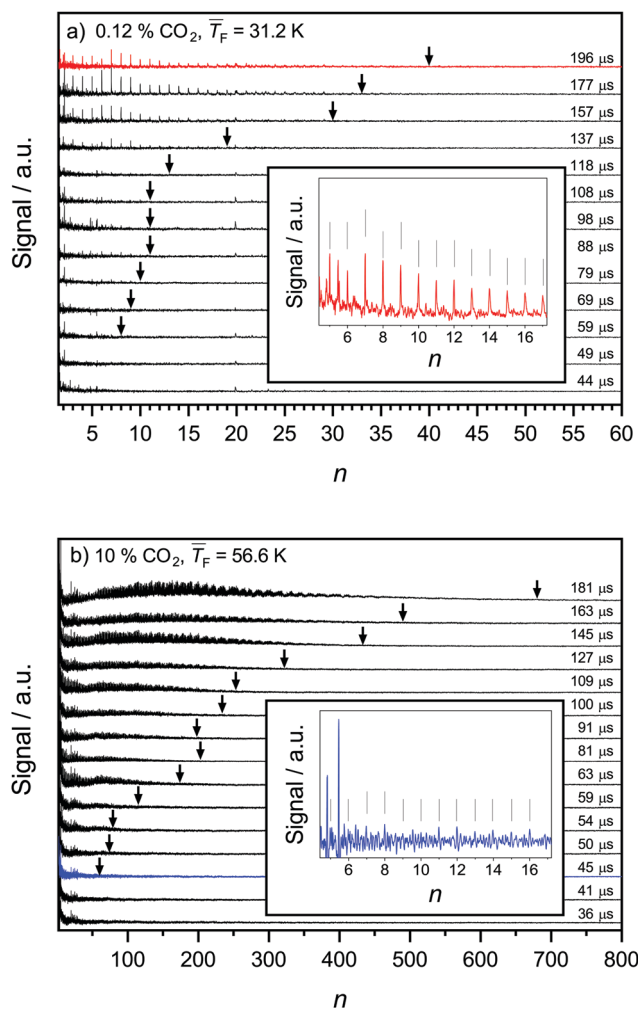 a) 0.12 % CO2, T̅F = 31.2 K
196 μs
177 μs
157 μs
137 μs
118 μs
108 μs
98 μs
88 μs
79 μs
69 μs
59 μs
49 μs
44 μs
Signal / a.u.
Signal / a.u.
6 8 10 12 14 16
n
5 10 15 20 25 30 35 40 45 50 55 60
n
b) 10 % CO2, T̅F = 56.6 K
181 μs
163 μs
145 μs
127 μs
109 μs
100 μs
91 μs
81 μs
63 μs
59 μs
54 μs
50 μs
45 μs
41 μs
36 μs
Signal / a.u.
Signal / a.u.
6 8 10 12 14 16
n
100 200 300 400 500 600 700 800
n